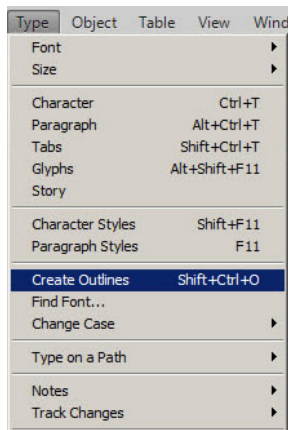 Type Object Table View Wind
Font
Size
Character Ctrl+T
Paragraph Alt+Ctrl+T
Tabs Shift+Ctrl+T
Glyphs Alt+Shift+F11
Story
Character Styles Shift+F11
Paragraph Styles F11
Create Outlines Shift+Ctrl+O
Find Font...
Change Case
Type on a Path
Notes
Track Changes